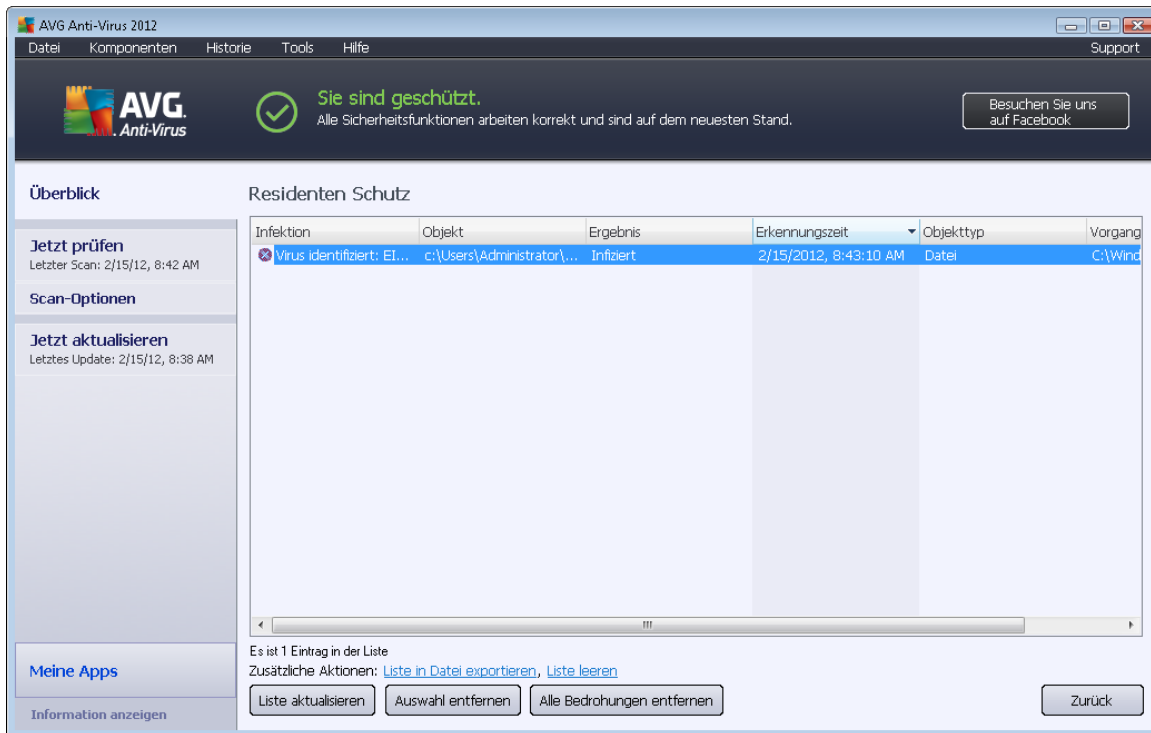 AVG Anti-Virus 2012
Datei Komponenten Historie Tools Hilfe Support
AVG.
Anti-Virus
Sie sind geschützt.
Alle Sicherheitsfunktionen arbeiten korrekt und sind auf dem neuesten Stand.
Besuchen Sie uns
auf Facebook
Überblick
Jetzt prüfen
Letzter Scan: 2/15/12, 8:42 AM
Scan-Optionen
Jetzt aktualisieren
Letztes Update: 2/15/12, 8:38 AM
Meine Apps
Information anzeigen
Residenten Schutz
Infektion Objekt Ergebnis Erkennungszeit Objekttyp Vorgang
Virus identifiziert: EI... c:\Users\Administrator\... Infiziert 2/15/2012, 8:43:10 AM Datei C:\Wind
Es ist 1 Eintrag in der Liste
Zusätzliche Aktionen: Liste in Datei exportieren, Liste leeren
Liste aktualisieren Auswahl entfernen Alle Bedrohungen entfernen Zurück